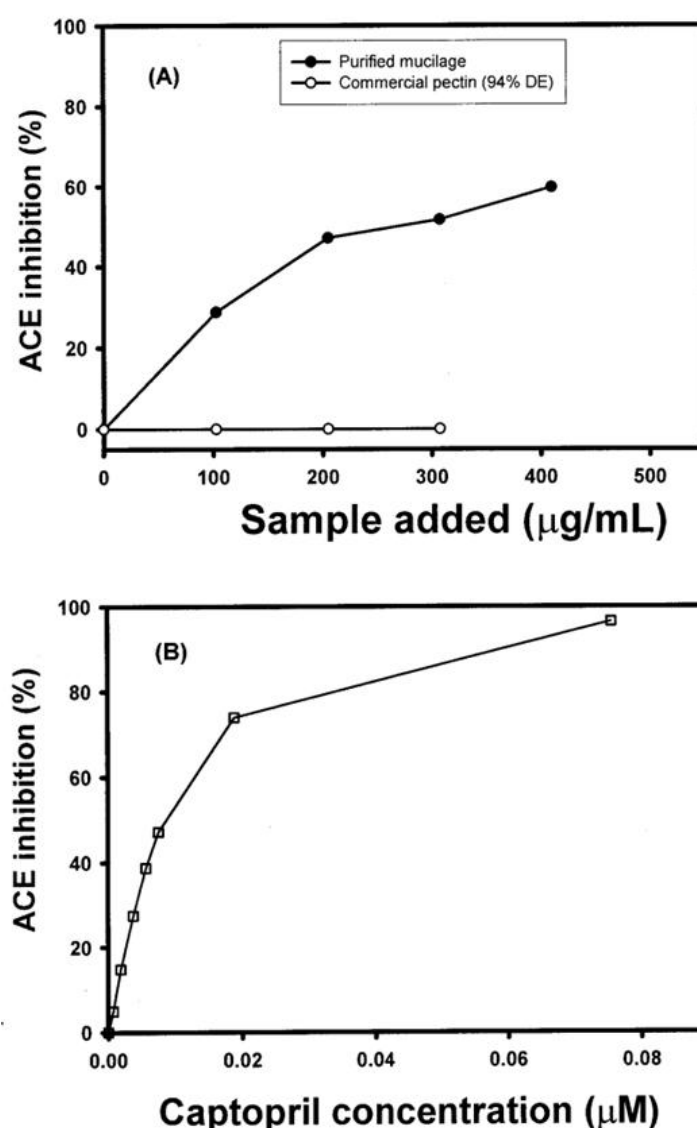 100
80
60
40
20
0
ACE inhibition (%)
(A)
Purified mucilage
Commercial pectin (94% DE)
0 100 200 300 400 500
Sample added (μg/mL)
100
80
60
40
20
0
ACE inhibition (%)
(B)
0.00 0.02 0.04 0.06 0.08
Captopril concentration (μM)